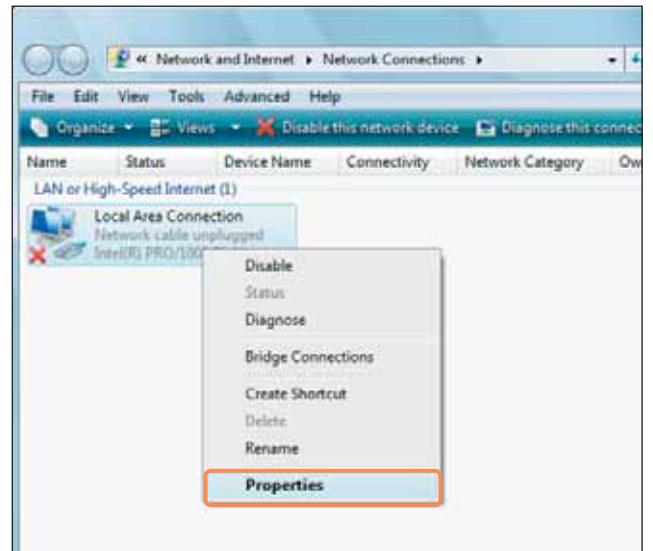 « Network and Internet ▸ Network Connections ▸
File Edit View Tools Advanced Help
Organize Views Disable this network device Diagnose this connec
Name Status Device Name Connectivity Network Category Ow
LAN or High-Speed Internet (1)
Local Area Connection
Network cable unplugged
Intel(R) PRO/100
Disable
Status
Diagnose
Bridge Connections
Create Shortcut
Delete
Rename
Properties